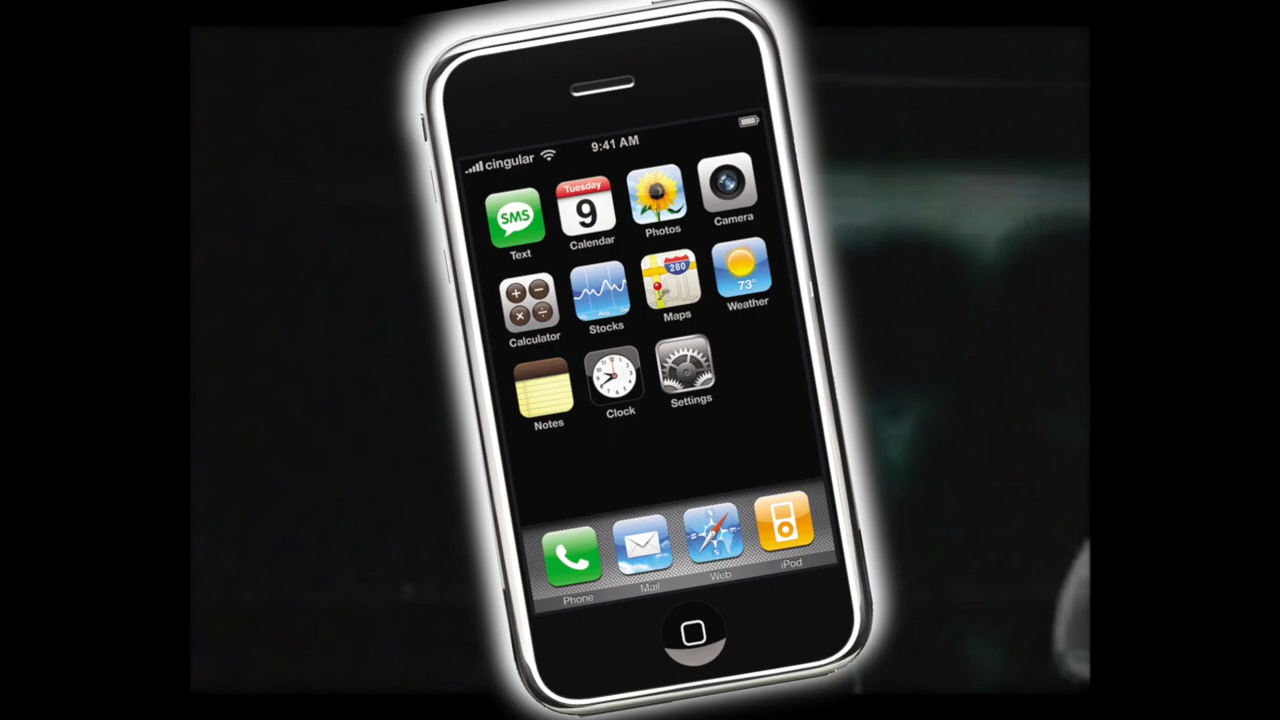 cingular 9:41 AM
SMS
Tuesday
9
280
73°
Text Calendar Photos Camera
Calculator Stocks Maps Weather
Notes Clock Settings
Phone Mail Web iPod